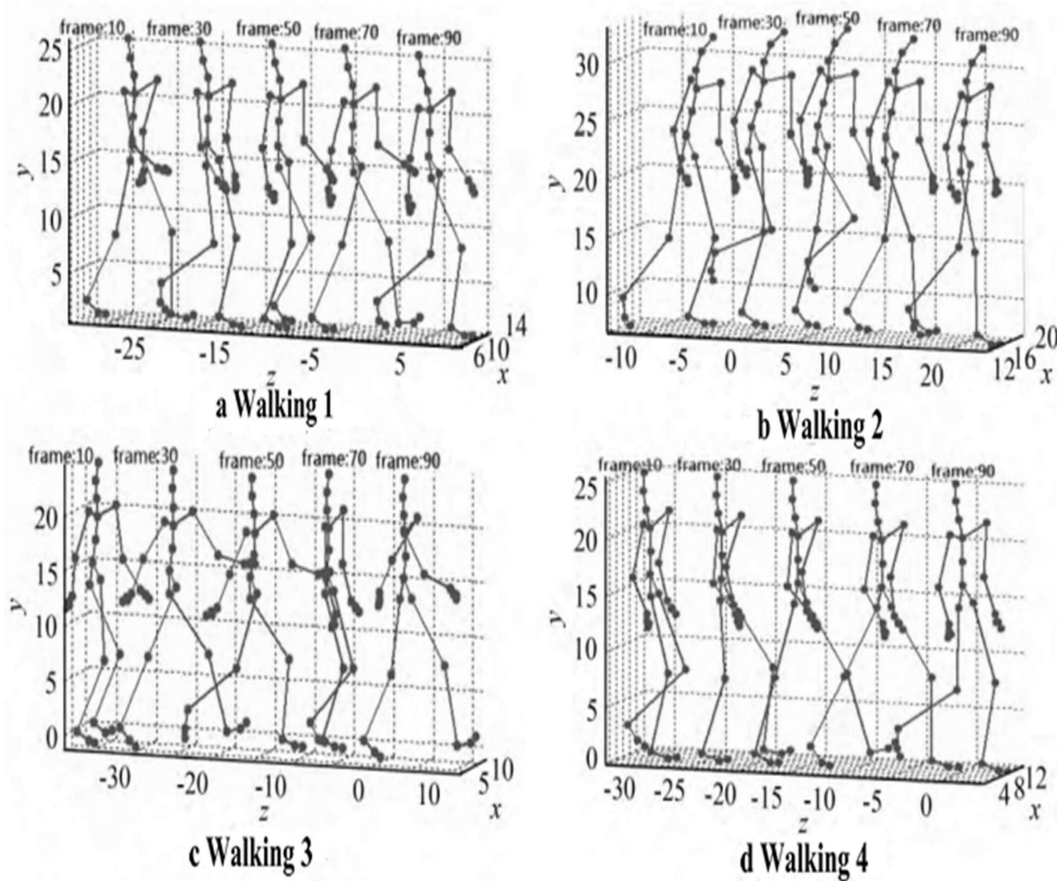 frame:10 frame:30 frame:50 frame:70 frame:90
25
20
15
10
5
y
-25 -15 -5 5
z
6 10 14
x
a Walking 1
frame:10 frame:30 frame:50 frame:70 frame:90
30
25
20
15
10
y
-10 -5 0 5 10 15 20
z
12 16 20
x
b Walking 2
frame:10 frame:30 frame:50 frame:70 frame:90
20
15
10
5
0
y
-30 -20 -10 0 10
z
5 10
x
c Walking 3
frame:10 frame:30 frame:50 frame:70 frame:90
25
20
15
10
5
0
y
-30 -25 -20 -15 -10 -5 0
z
4 8 12
x
d Walking 4